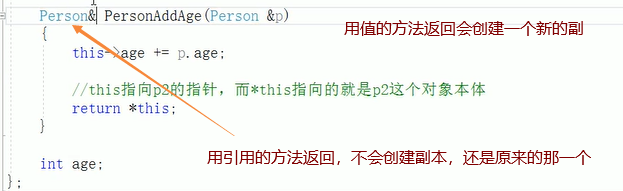 Person& PersonAddAge(Person &p)
用值的方法返回会创建一个新的副
{
this->age += p.age;
//this指向p2的指针，而*this指向的就是p2这个对象本体
return *this;
}
用引用的方法返回，不会创建副本，还是原来的那一个
int age;
};